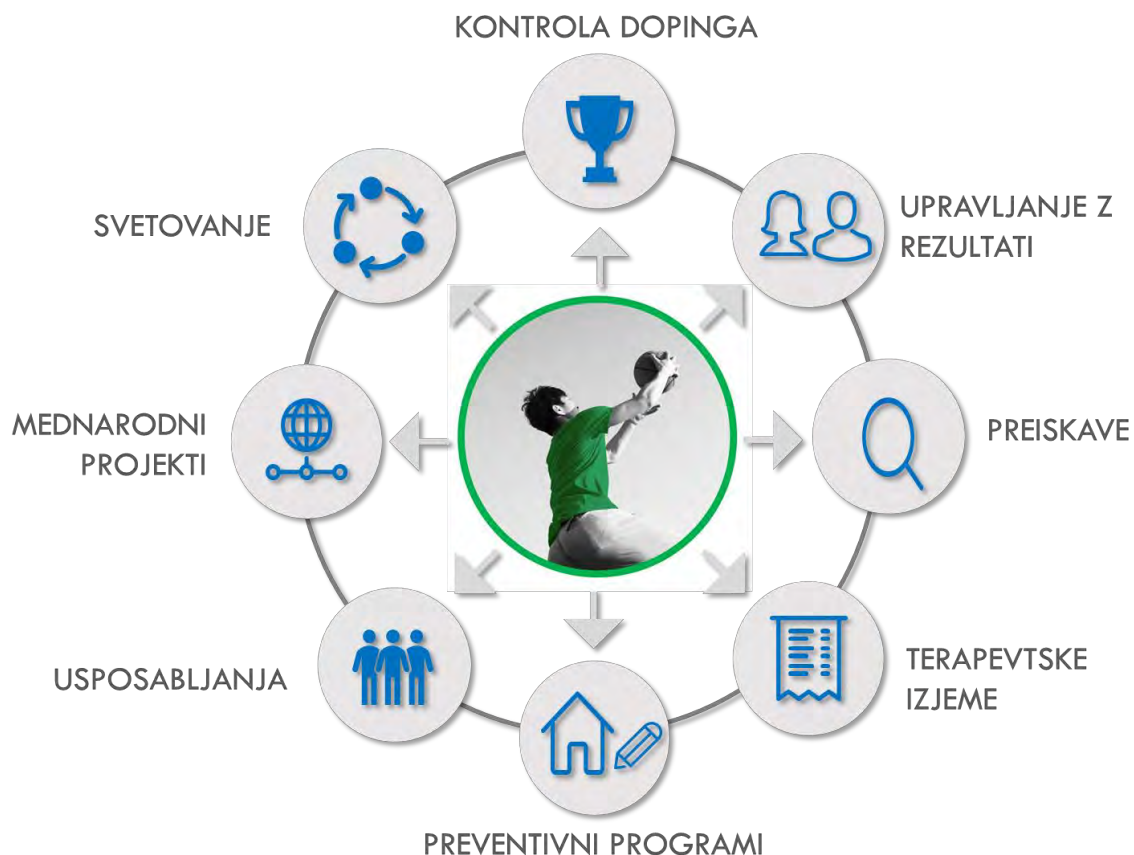 KONTROLA DOPINGA
UPRAVLJANJE Z
REZULTATI
PREISKAVE
TERAPEVTSKE
IZJEME
PREVENTIVNI PROGRAMI
USPOSABLJANJA
MEDNARODNI
PROJEKTI
SVETOVANJE